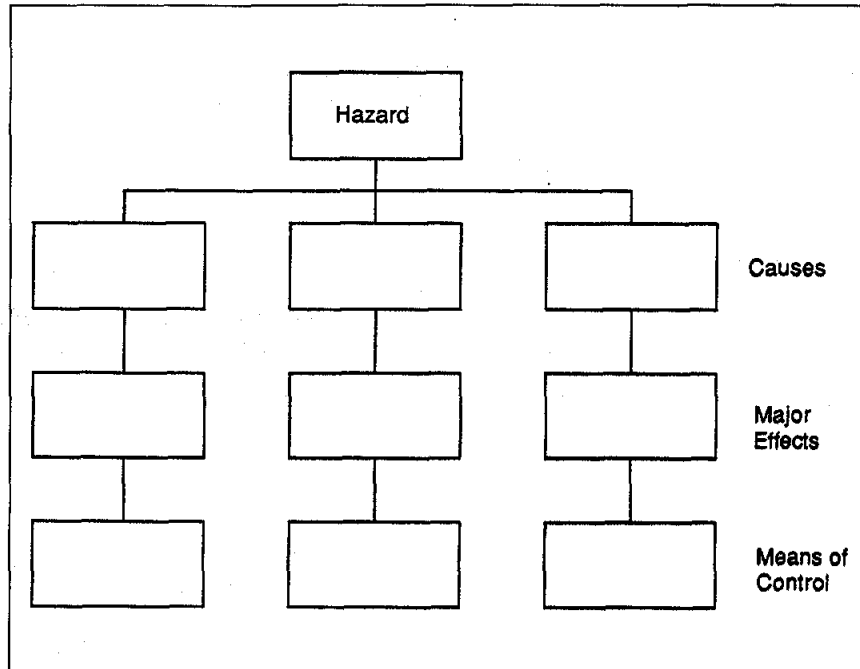 Hazard
Causes
Major
Effects
Means of
Control